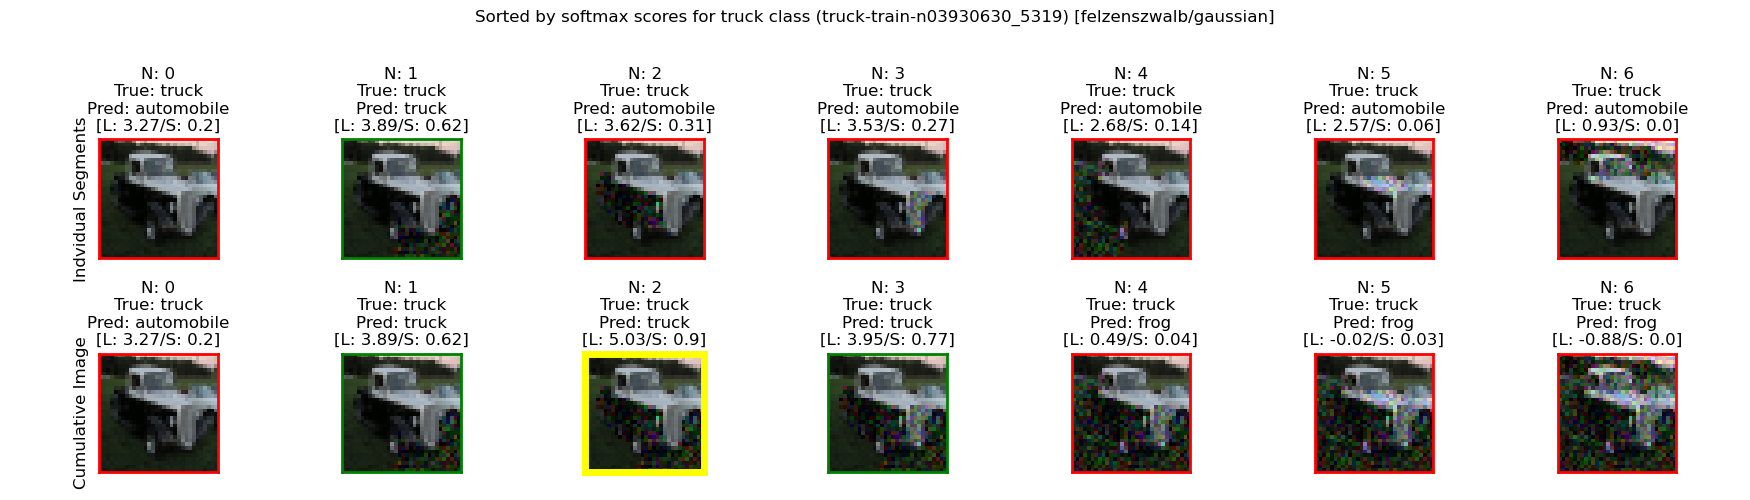 Sorted by softmax scores for truck class (truck-train-n03930630_5319) [felzenszwalb/gaussian]
Indvidual Segments
N: 0
True: truck
Pred: automobile
[L: 3.27/S: 0.2]
N: 1
True: truck
Pred: truck
[L: 3.89/S: 0.62]
N: 2
True: truck
Pred: automobile
[L: 3.62/S: 0.31]
N: 3
True: truck
Pred: automobile
[L: 3.53/S: 0.27]
N: 4
True: truck
Pred: automobile
[L: 2.68/S: 0.14]
N: 5
True: truck
Pred: automobile
[L: 2.57/S: 0.06]
N: 6
True: truck
Pred: automobile
[L: 0.93/S: 0.0]
Cumulative Image
N: 0
True: truck
Pred: automobile
[L: 3.27/S: 0.2]
N: 1
True: truck
Pred: truck
[L: 3.89/S: 0.62]
N: 2
True: truck
Pred: truck
[L: 5.03/S: 0.9]
N: 3
True: truck
Pred: truck
[L: 3.95/S: 0.77]
N: 4
True: truck
Pred: frog
[L: 0.49/S: 0.04]
N: 5
True: truck
Pred: frog
[L: -0.02/S: 0.03]
N: 6
True: truck
Pred: frog
[L: -0.88/S: 0.0]